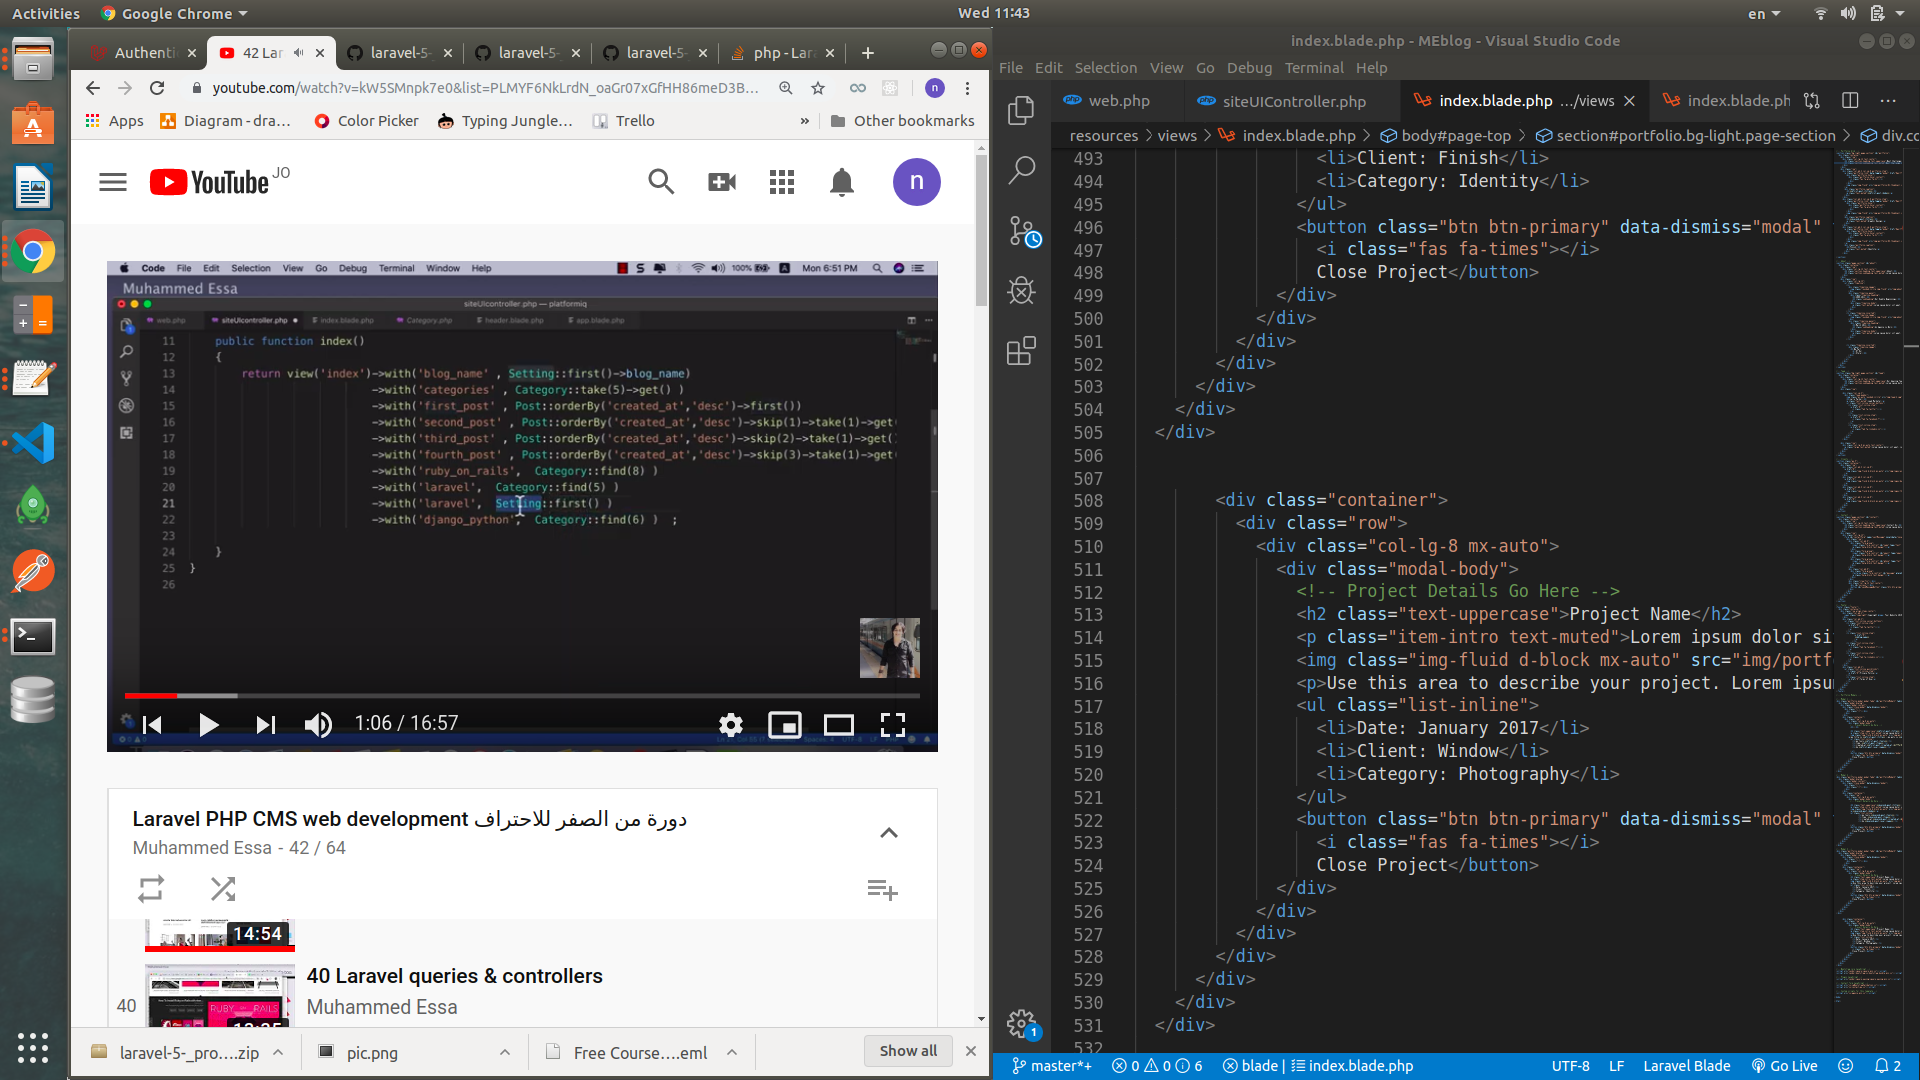 Activities
Google Chrome
Wed 11:43
en
Authenti
42 Lar
laravel-5-
laravel-5-
laravel-5-
php - Lar
youtube.com/watch?v=kW5SMnpk7e0&list=PLMYF6NkLrdN_oaGr07xGfHH86meD3B...
n
Apps
Diagram - dra...
Color Picker
Typing Jungle...
Trello
»
Other bookmarks
YouTube JO
n
Code File Edit Selection View Go Debug Terminal Window Help
100%
Mon 6:51 PM
Muhammed Essa
siteUIcontroller.php — platformiq
web.php
siteUIcontroller.php
index.blade.php
Category.php
header.blade.php
app.blade.php
11 public function index()
12 {
13 return view('index')->with('blog_name' , Setting::first()->blog_name)
14 ->with('categories' , Category::take(5)->get() )
15 ->with('first_post' , Post::orderBy('created_at','desc')->first())
16 ->with('second_post' , Post::orderBy('created_at','desc')->skip(1)->take(1)->get(
17 ->with('third_post' , Post::orderBy('created_at','desc')->skip(2)->take(1)->get(
18 ->with('fourth_post' , Post::orderBy('created_at','desc')->skip(3)->take(1)->get
19 ->with('ruby_on_rails', Category::find(8) )
20 ->with('laravel', Category::find(5) )
21 ->with('laravel', Setting::first() )
22 ->with('django_python', Category::find(6) ) ;
23
24 }
25 }
26
1:06 / 16:57
Laravel PHP CMS web development دورة من الصفر للاحتراف
Muhammed Essa - 42 / 64
14:54
40
RUBY RAILS
40 Laravel queries & controllers
Muhammed Essa
laravel-5-_pro....zip
pic.png
Free Course....eml
Show all
index.blade.php - MEblog - Visual Studio Code
File Edit Selection View Go Debug Terminal Help
web.php
siteUIController.php
index.blade.php .../views
index.blade.ph
resources > views > index.blade.php > body#page-top > section#portfolio.bg-light.page-section > div.cc
493 <li>Client: Finish</li>
494 <li>Category: Identity</li>
495 </ul>
496 <button class="btn btn-primary" data-dismiss="modal"
497 <i class="fas fa-times"></i>
498 Close Project</button>
499 </div>
500 </div>
501 </div>
502 </div>
503 </div>
504 </div>
505 </div>
506
507
508 <div class="container">
509 <div class="row">
510 <div class="col-lg-8 mx-auto">
511 <div class="modal-body">
512 <!-- Project Details Go Here -->
513 <h2 class="text-uppercase">Project Name</h2>
514 <p class="item-intro text-muted">Lorem ipsum dolor si
515 <img class="img-fluid d-block mx-auto" src="img/portf
516 <p>Use this area to describe your project. Lorem ipsu
517 <ul class="list-inline">
518 <li>Date: January 2017</li>
519 <li>Client: Window</li>
520 <li>Category: Photography</li>
521 </ul>
522 <button class="btn btn-primary" data-dismiss="modal"
523 <i class="fas fa-times"></i>
524 Close Project</button>
525 </div>
526 </div>
527 </div>
528 </div>
529 </div>
530 </div>
531 </div>
532
1
master*+
0 0 6
blade | index.blade.php
UTF-8
LF
Laravel Blade
Go Live
2